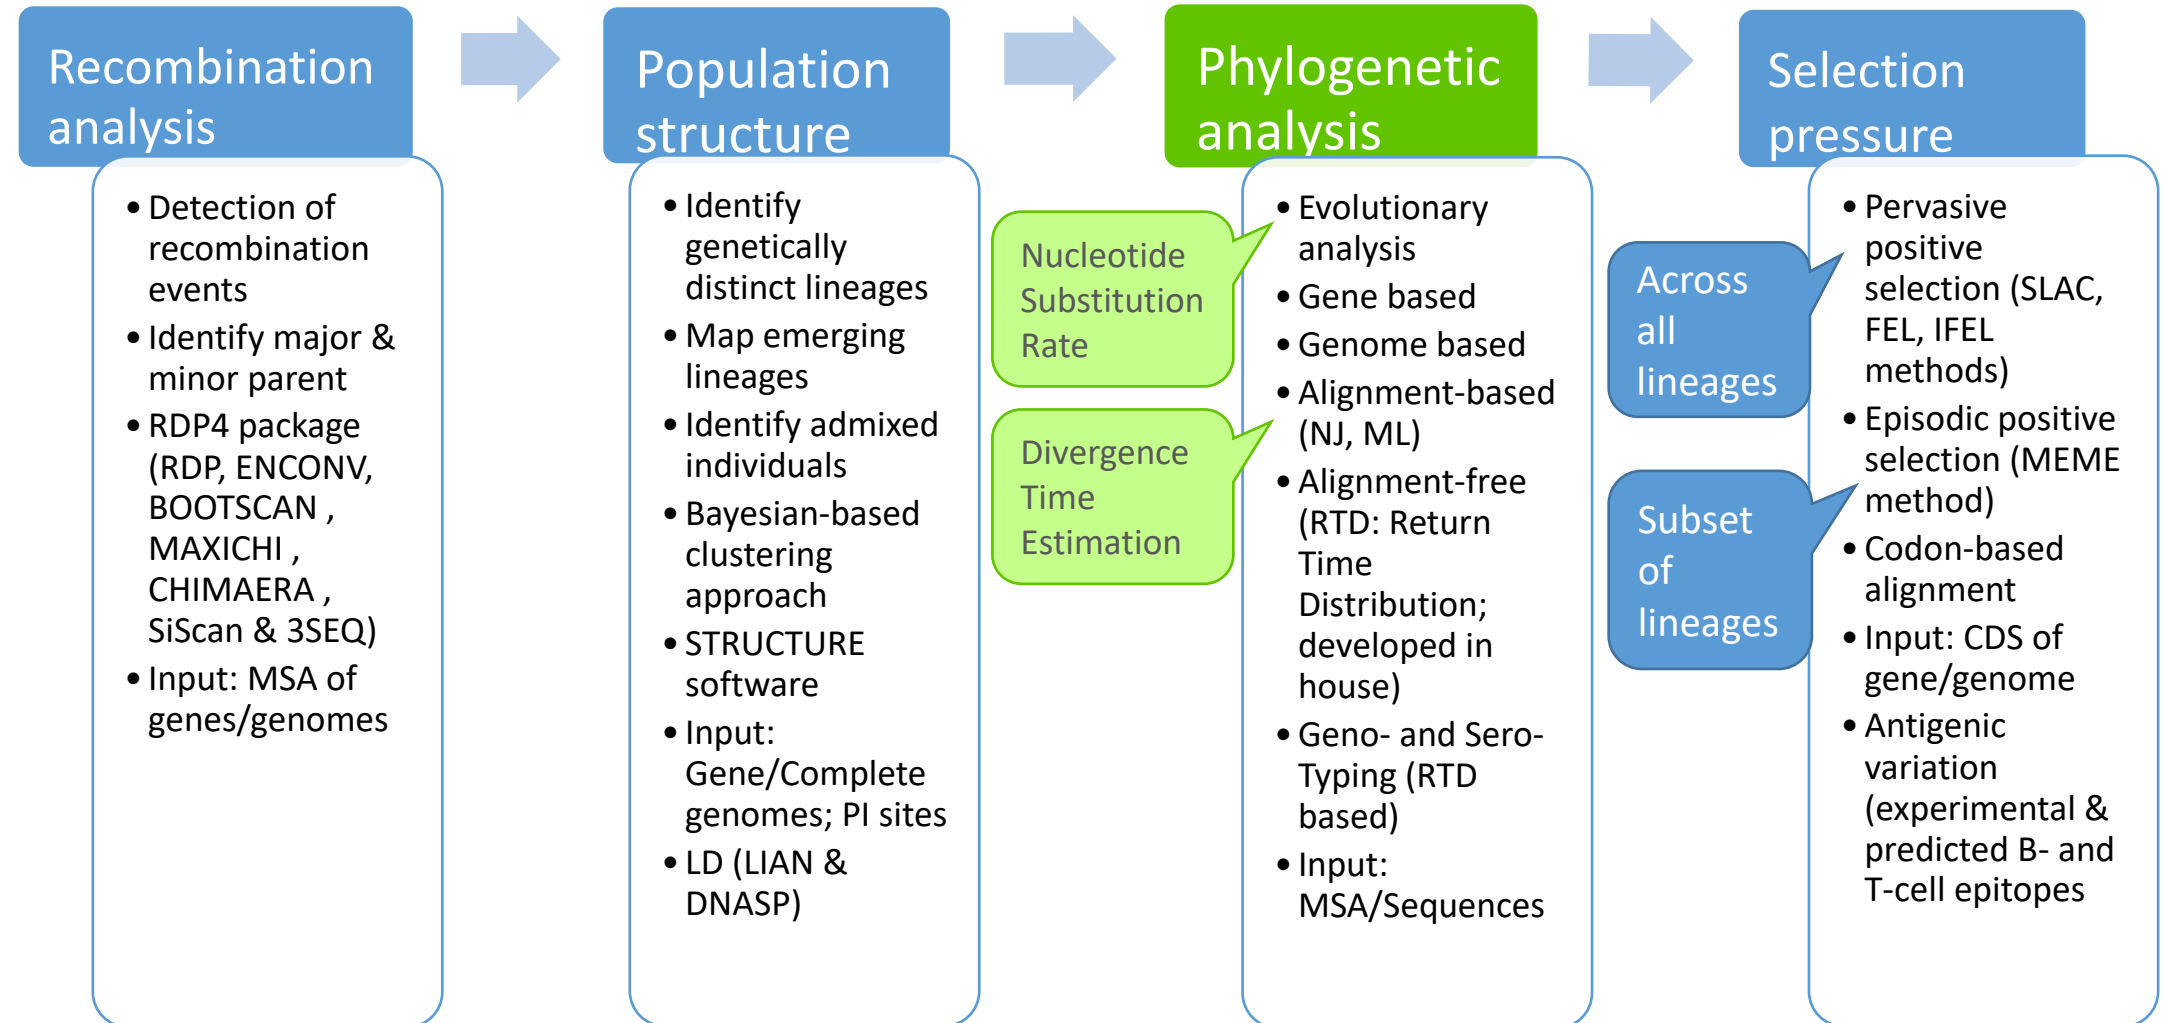 Recombination
analysis
• Detection of
recombination
events
• Identify major &
minor parent
• RDP4 package
(RDP, ENCONV,
BOOTSCAN ,
MAXICHI ,
CHIMAERA ,
SiScan & 3SEQ)
• Input: MSA of
genes/genomes
Population
structure
• Identify
genetically
distinct lineages
• Map emerging
lineages
• Identify admixed
individuals
• Bayesian-based
clustering
approach
• STRUCTURE
software
• Input:
Gene/Complete
genomes; PI sites
• LD (LIAN &
DNASP)
Phylogenetic
analysis
Nucleotide
Substitution
Rate
Divergence
Time
Estimation
• Evolutionary
analysis
• Gene based
• Genome based
• Alignment-based
(NJ, ML)
• Alignment-free
(RTD: Return
Time
Distribution;
developed in
house)
• Geno- and Sero-
Typing (RTD
based)
• Input:
MSA/Sequences
Selection
pressure
Across
all
lineages
Subset
of
lineages
• Pervasive
positive
selection (SLAC,
FEL, IFEL
methods)
• Episodic positive
selection (MEME
method)
• Codon-based
alignment
• Input: CDS of
gene/genome
• Antigenic
variation
(experimental &
predicted B- and
T-cell epitopes